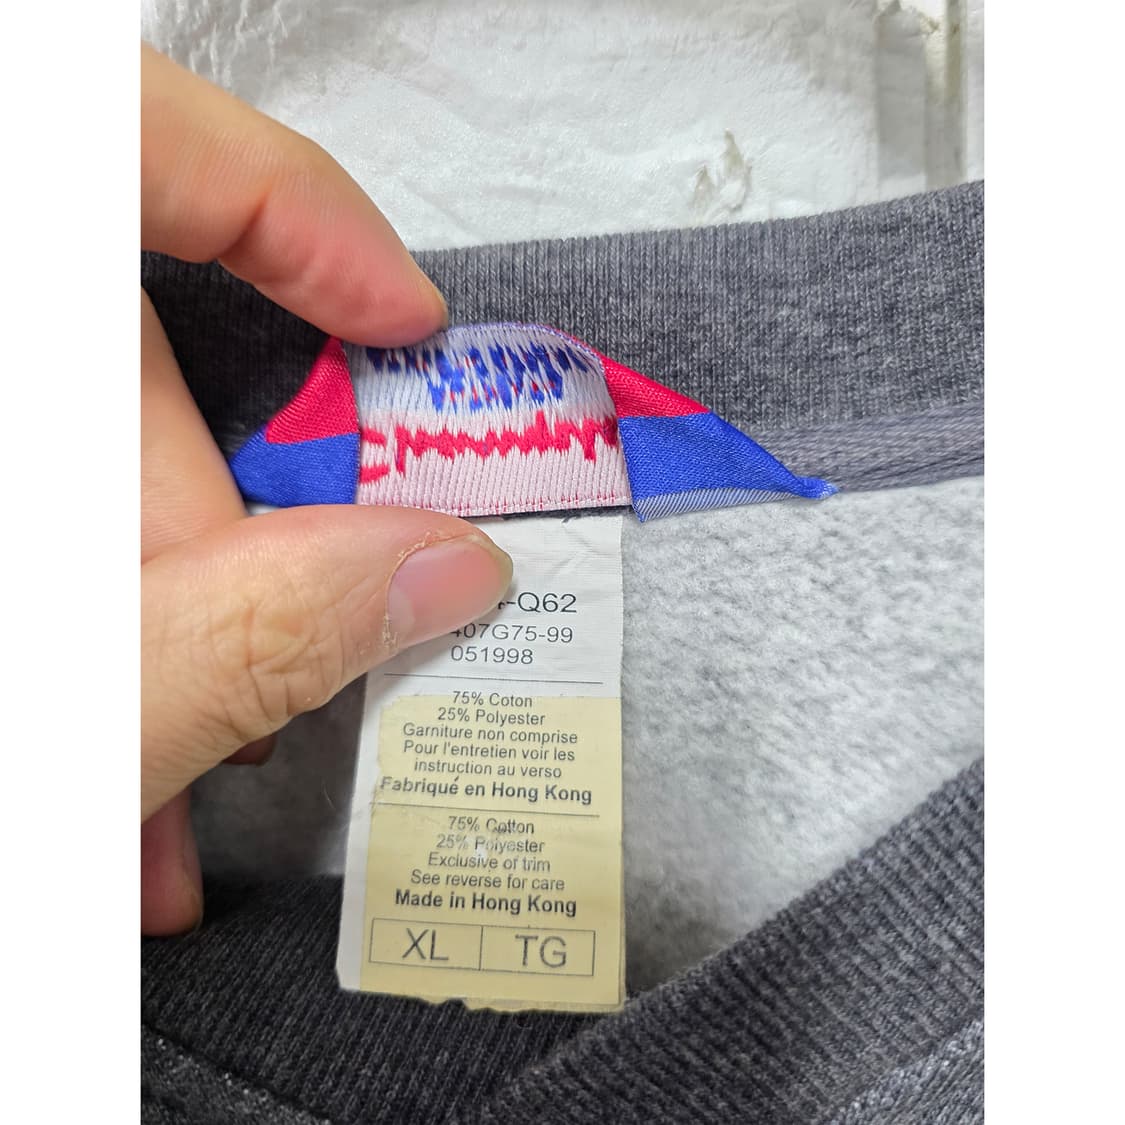 -Q62
407G75-99
051998
75% Coton
25% Polyester
Garniture non comprise
Pour l'entretien voir les
instruction au verso
Fabriqué en Hong Kong
75% Cotton
25% Polyester
Exclusive of trim
See reverse for care
Made in Hong Kong
XL TG